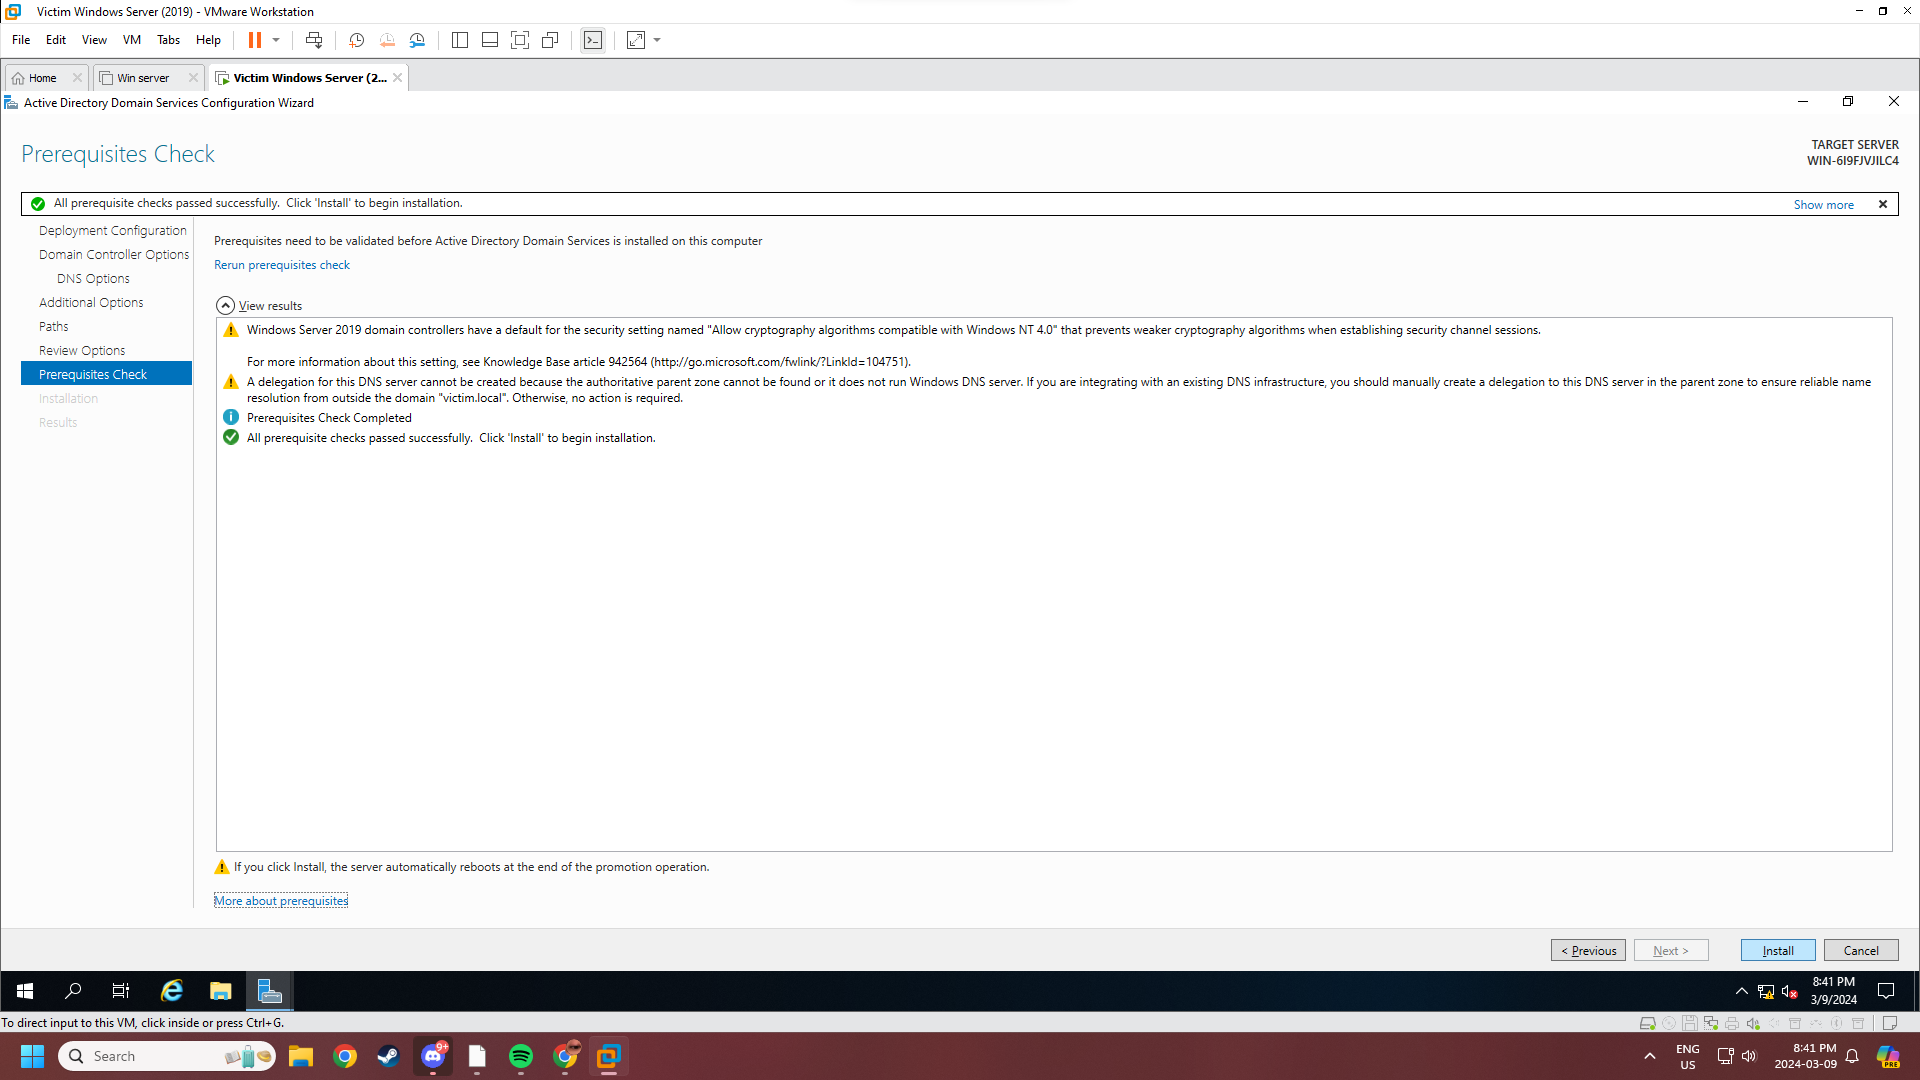 Victim Windows Server (2019) - VMware Workstation
File Edit View VM Tabs Help
Home Win server Victim Windows Server (2...
Active Directory Domain Services Configuration Wizard
Prerequisites Check
TARGET SERVER
WIN-6I9FJVJILC4
All prerequisite checks passed successfully. Click 'Install' to begin installation.
Show more
Deployment Configuration
Domain Controller Options
DNS Options
Additional Options
Paths
Review Options
Prerequisites Check
Installation
Results
Prerequisites need to be validated before Active Directory Domain Services is installed on this computer
Rerun prerequisites check
View results
Windows Server 2019 domain controllers have a default for the security setting named "Allow cryptography algorithms compatible with Windows NT 4.0" that prevents weaker cryptography algorithms when establishing security channel sessions.
For more information about this setting, see Knowledge Base article 942564 (http://go.microsoft.com/fwlink/?LinkId=104751).
A delegation for this DNS server cannot be created because the authoritative parent zone cannot be found or it does not run Windows DNS server. If you are integrating with an existing DNS infrastructure, you should manually create a delegation to this DNS server in the parent zone to ensure reliable name
resolution from outside the domain "victim.local". Otherwise, no action is required.
Prerequisites Check Completed
All prerequisite checks passed successfully. Click 'Install' to begin installation.
If you click Install, the server automatically reboots at the end of the promotion operation.
More about prerequisites
< Previous Next > Install Cancel
8:41 PM
3/9/2024
To direct input to this VM, click inside or press Ctrl+G.
Search
9+
ENG
US
8:41 PM
2024-03-09
PRE